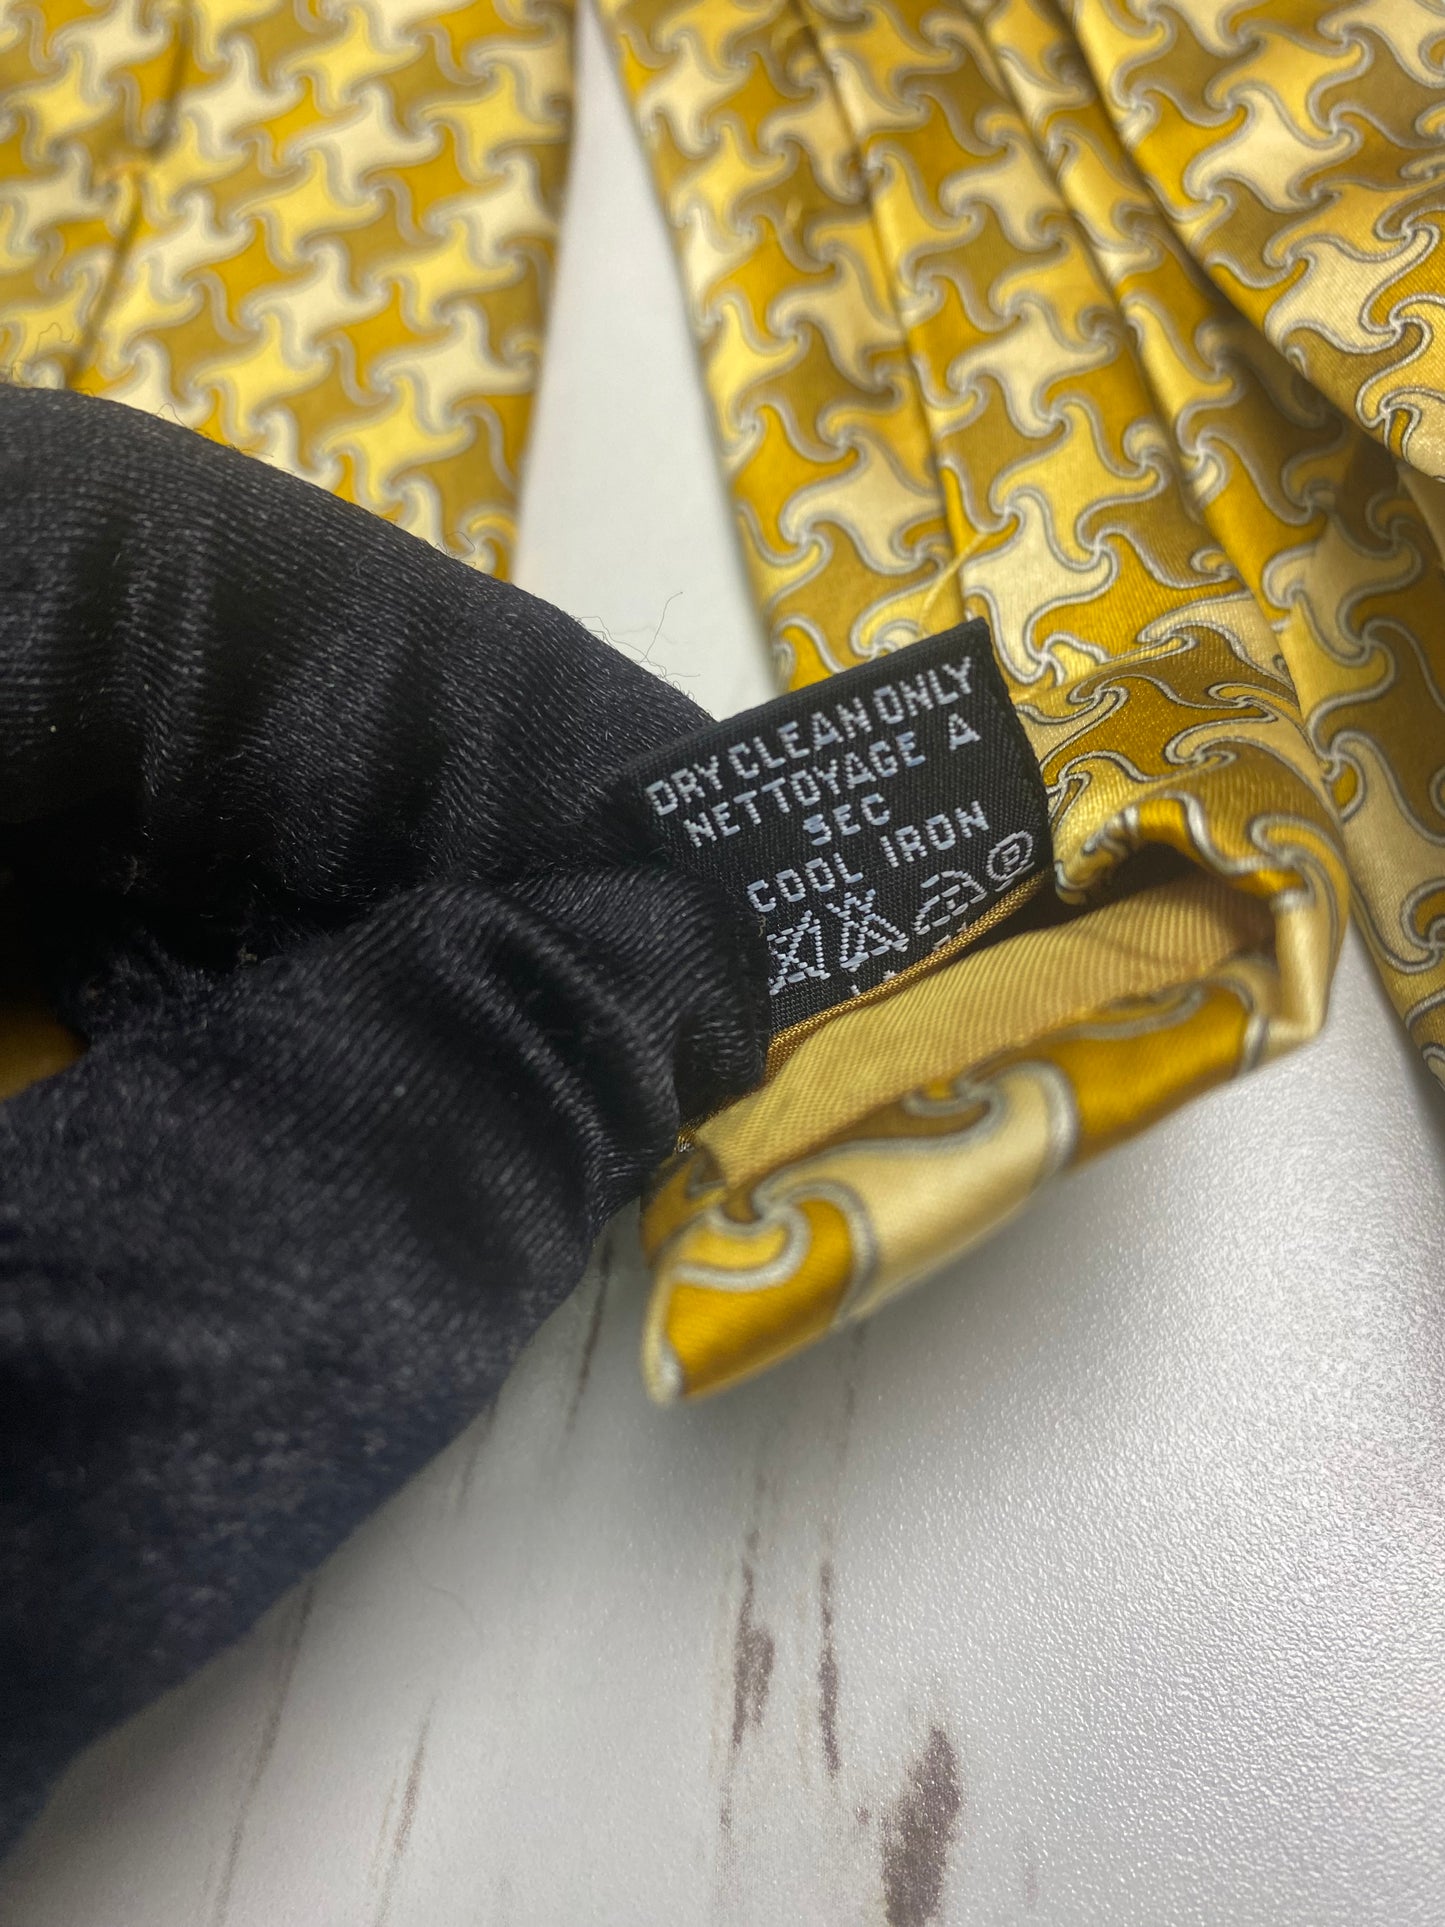 DRY CLEAN ONLY
NETTOYAGE A
SEC
COOL IRON